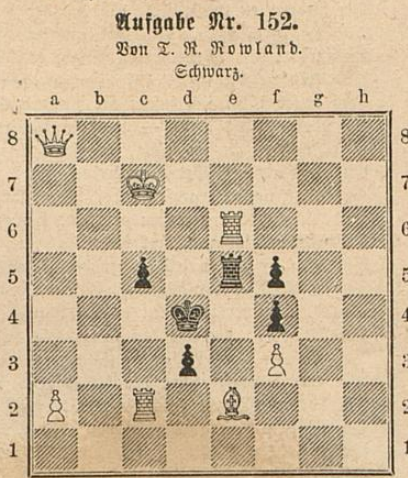 Aufgabe Nr. 152.
Von T. R. Rowland.
Schwarz.
a b c d e f g h
8 8
7 7
6 6
5 5
4 4
3 3
2 2
1 1